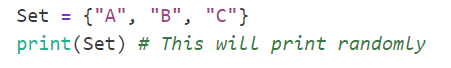 Set = {"A", "B", "C"}
print(Set) # This will print randomly